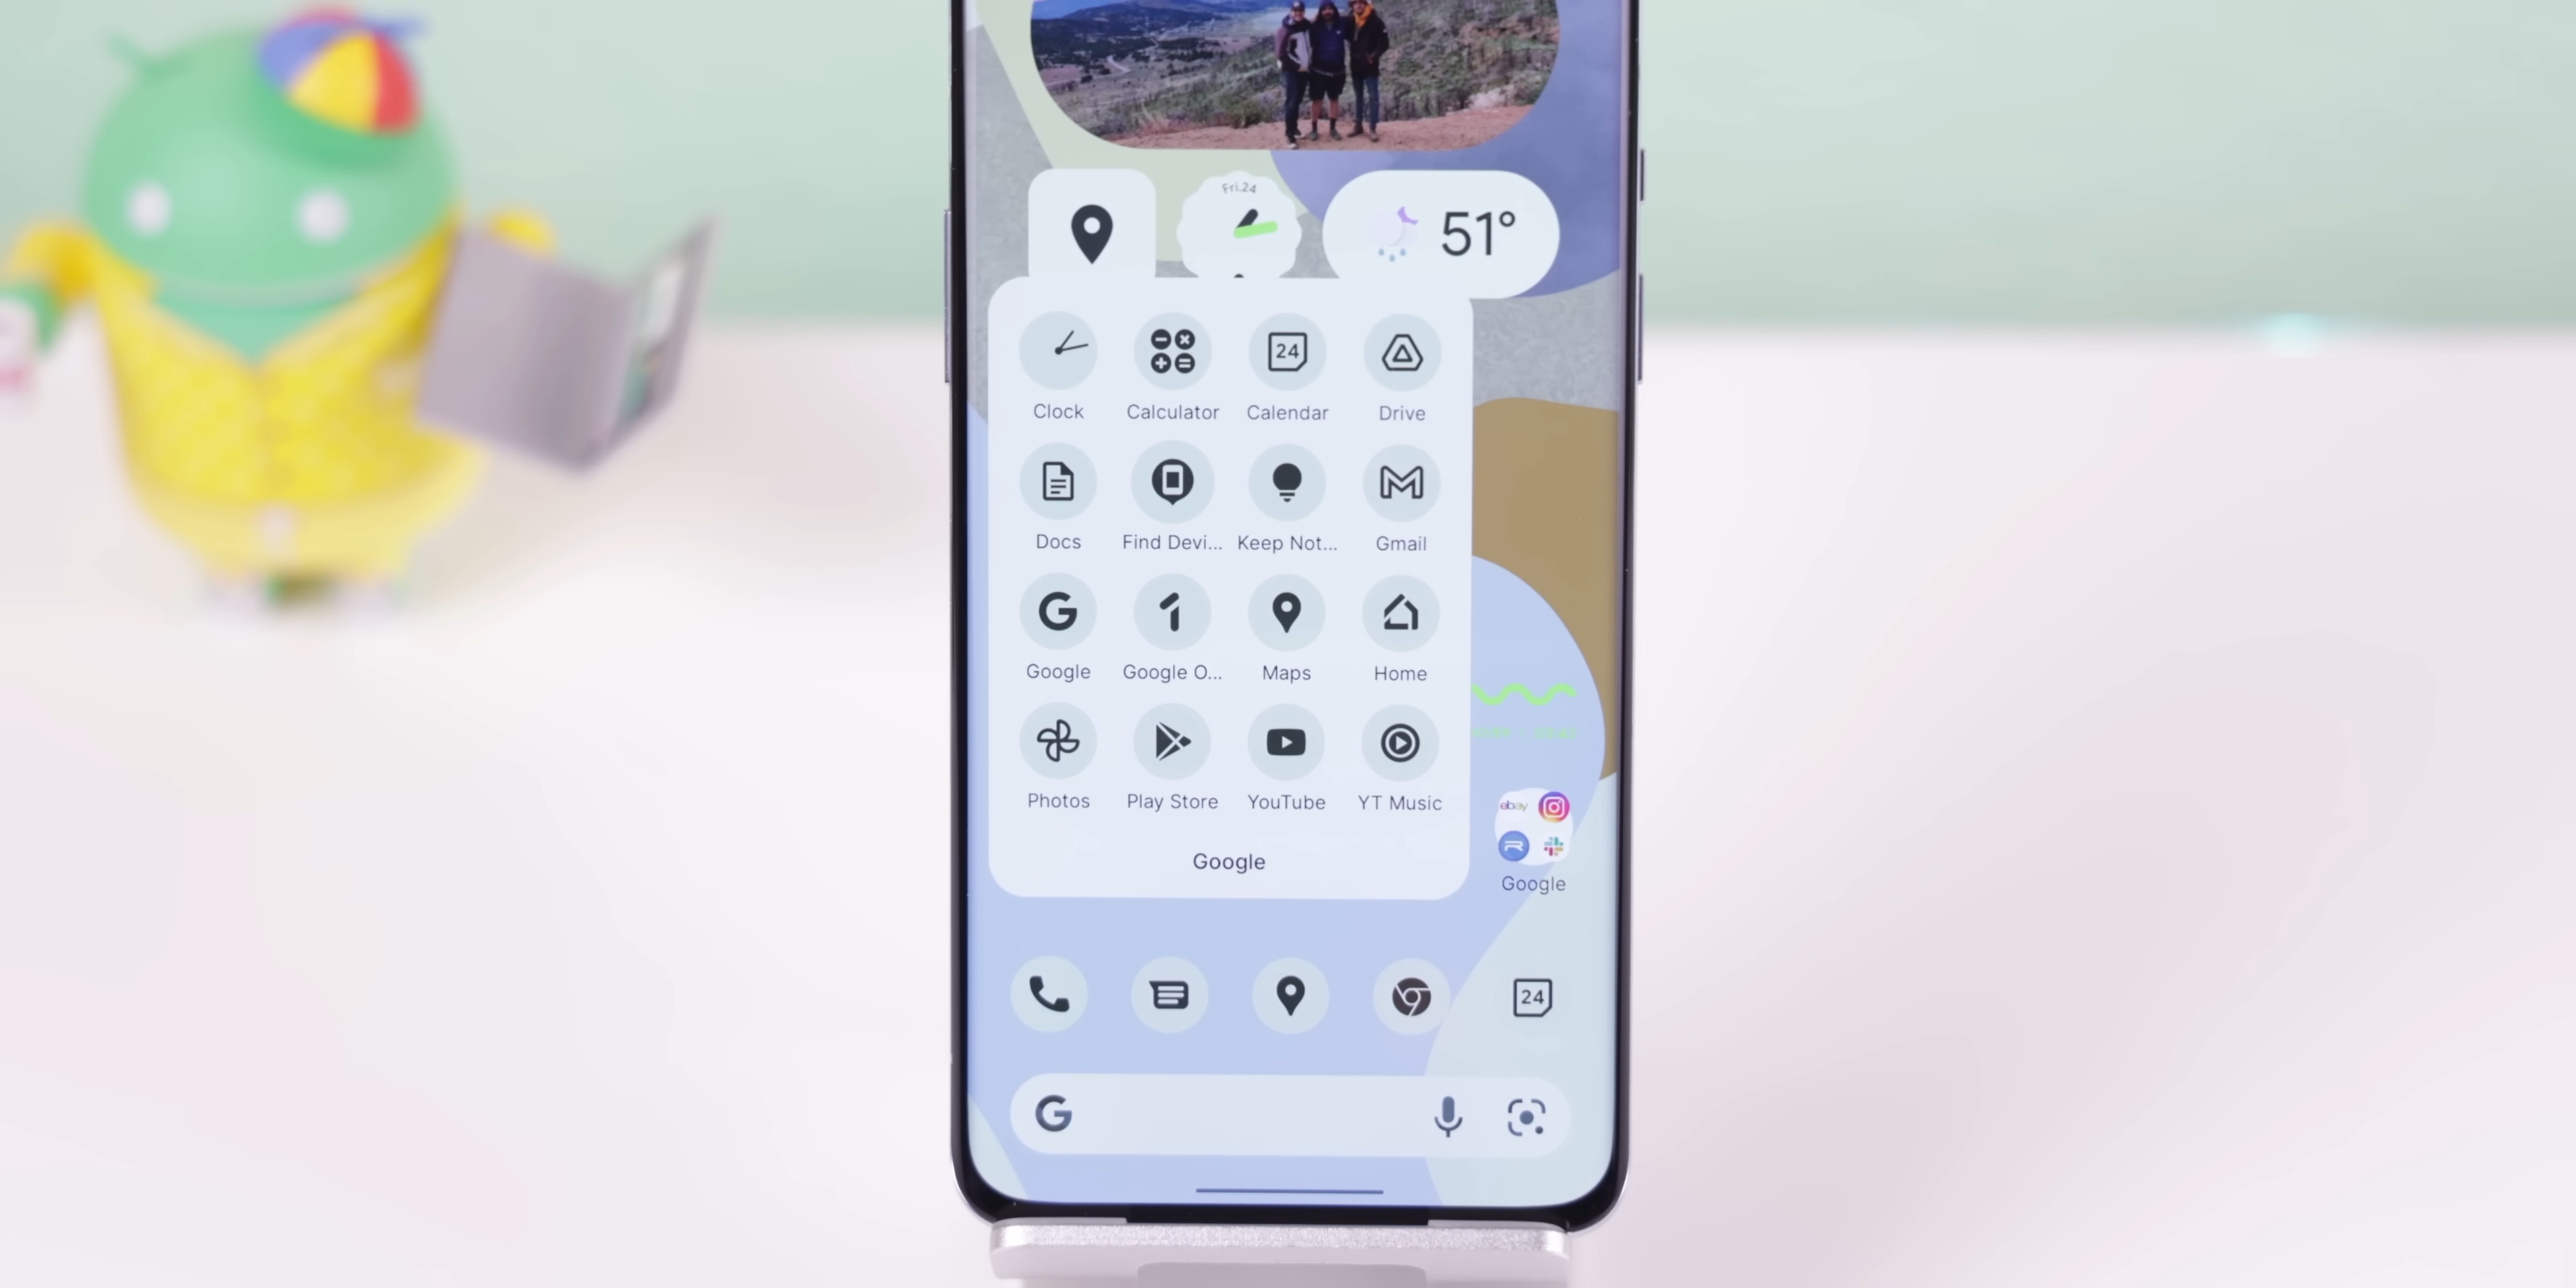 Fri.24
51°
24
Clock Calculator Calendar Drive
Docs Find Devi... Keep Not... Gmail
Google Google O... Maps Home
Photos Play Store YouTube YT Music
ebay
Google
Google
24